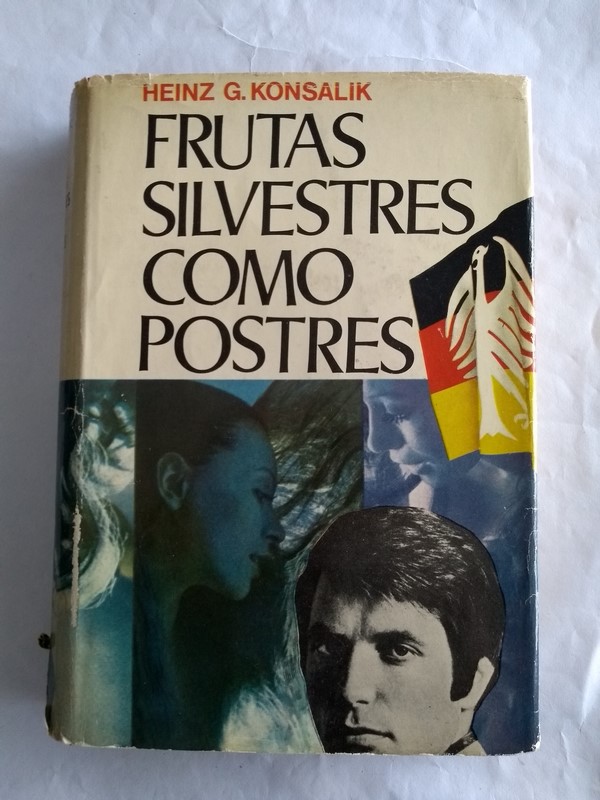 HEINZ G. KONSALIK
FRUTAS
SILVESTRES
COMO
POSTRES